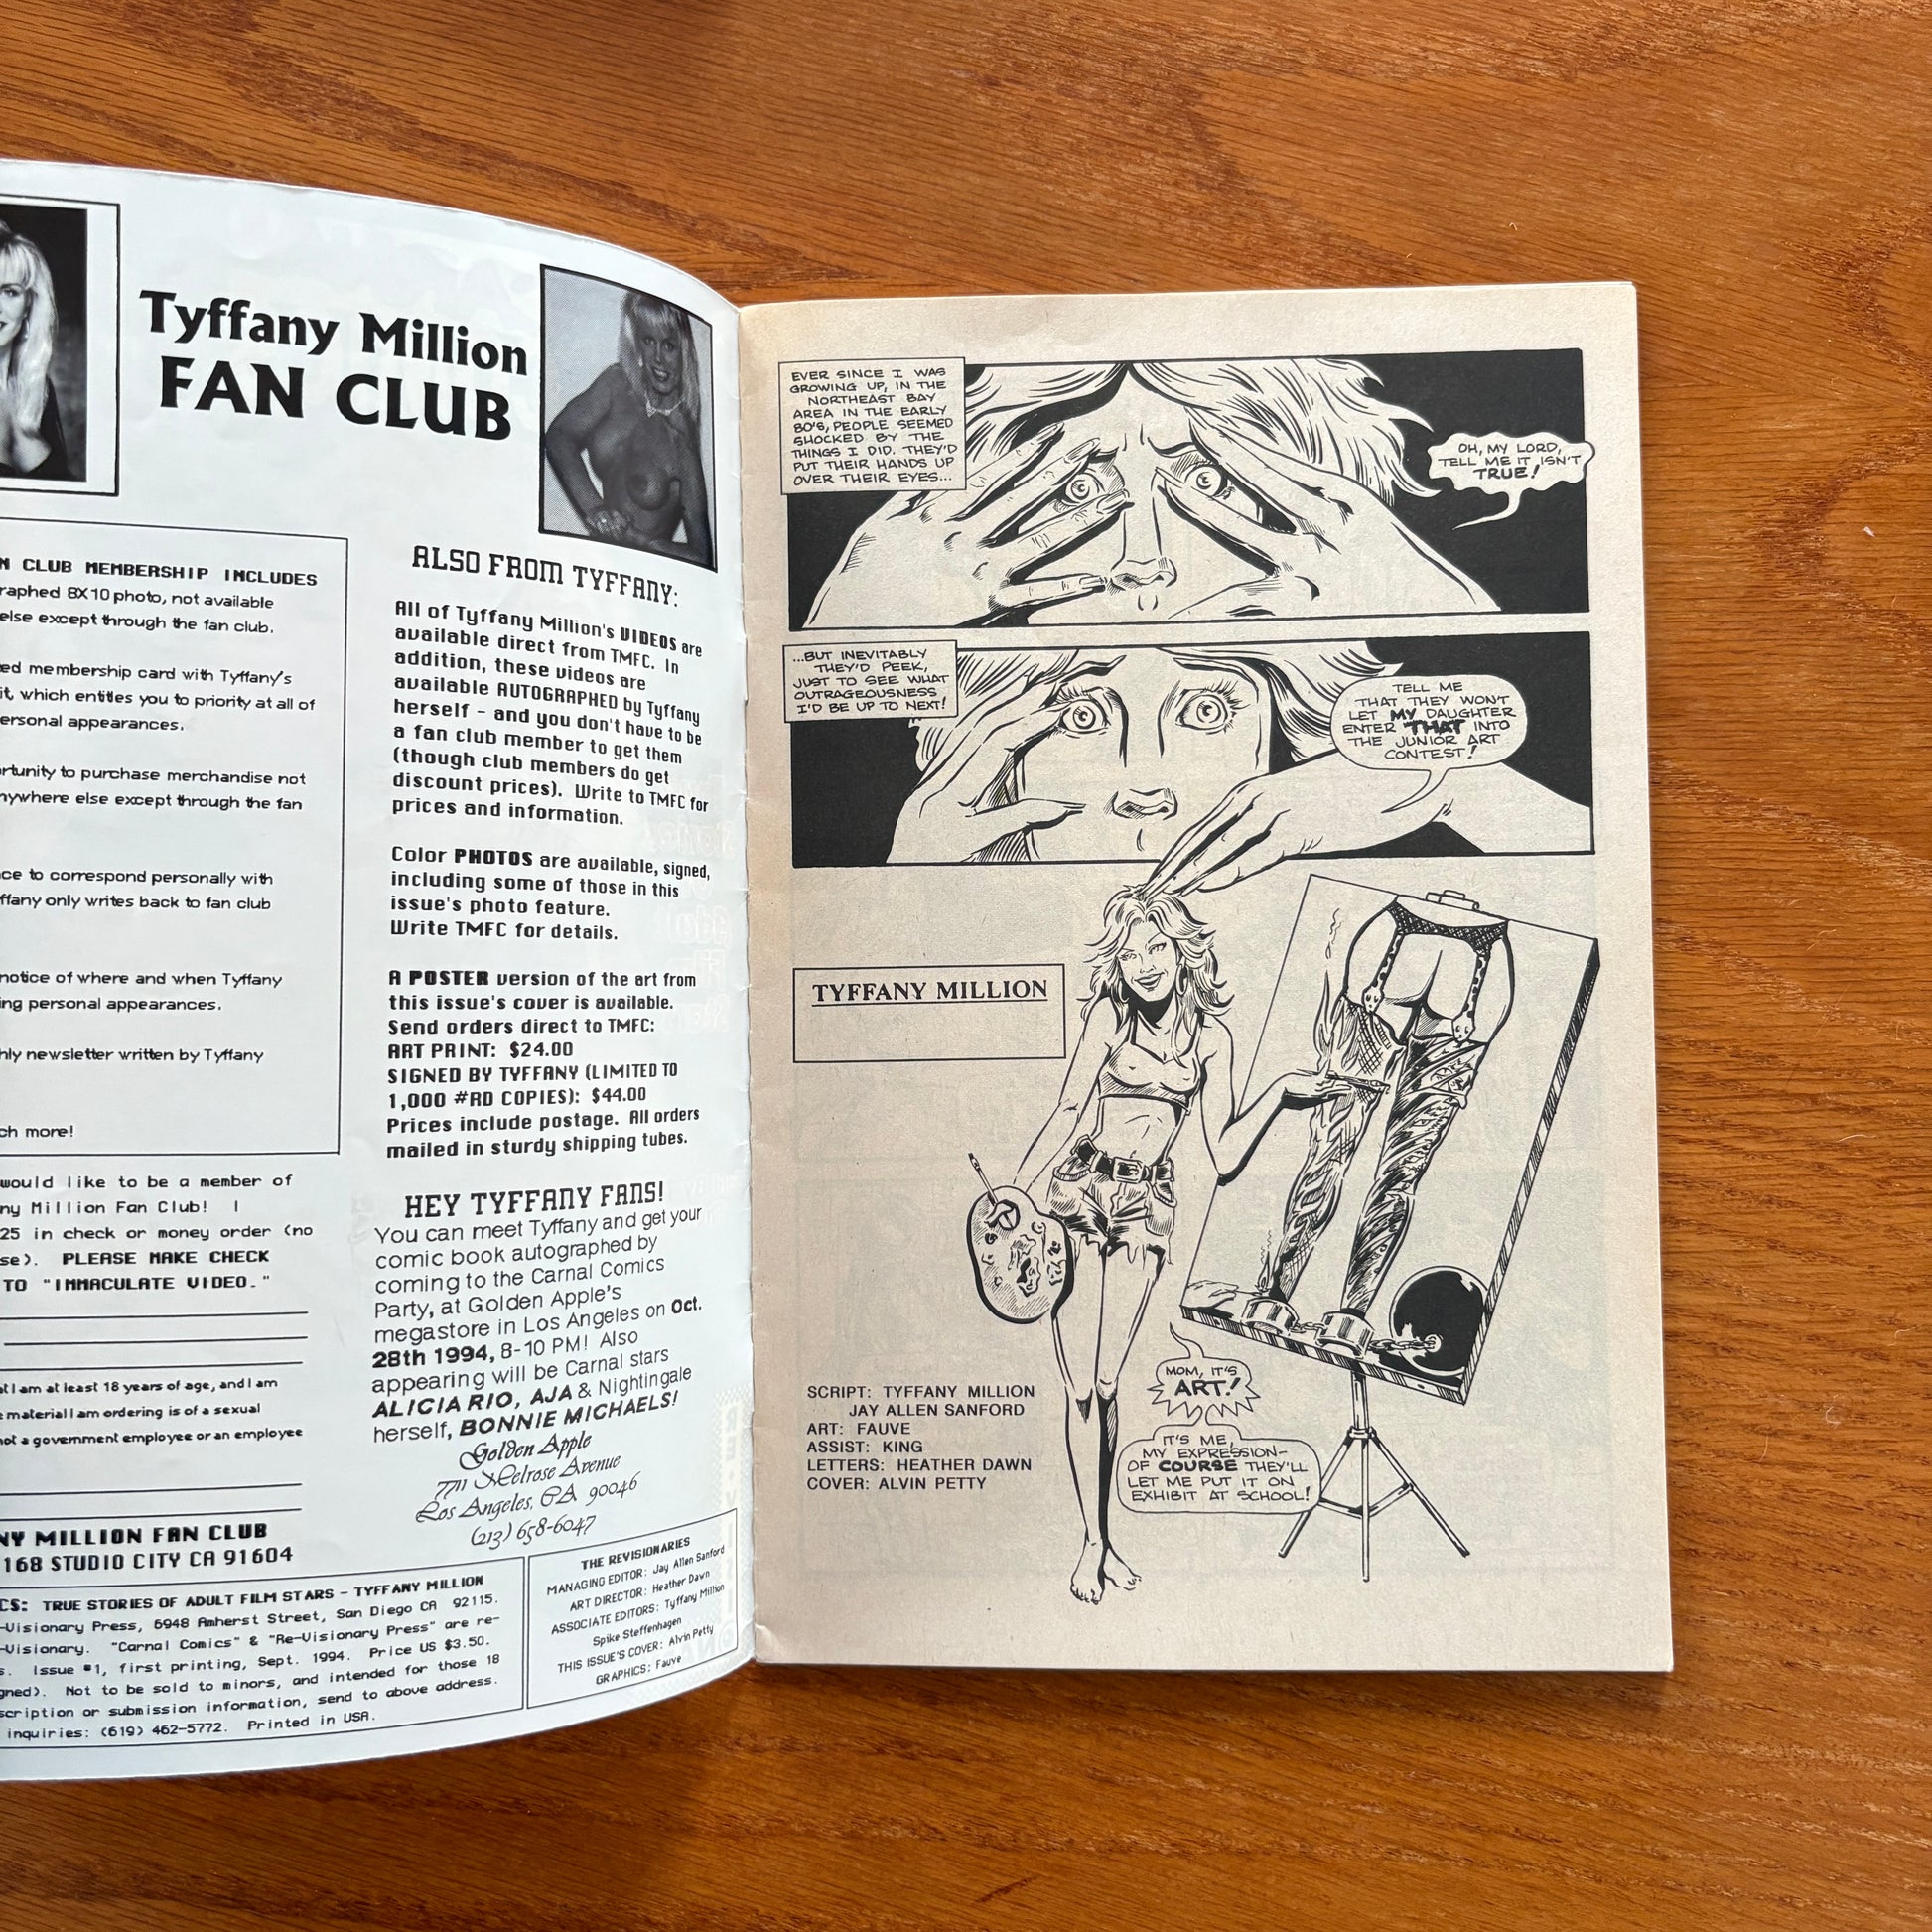 Tyffany Million
FAN CLUB
N CLUB MEMBERSHIP INCLUDES
raphed 8X10 photo, not available
else except through the fan club.
ed membership card with Tyffany's
it, which entitles you to priority at all of
ersonal appearances.
rtunity to purchase merchandise not
nywhere else except through the fan
ce to correspond personally with
ffany only writes back to fan club
notice of where and when Tyffany
ing personal appearances.
hly newsletter written by Tyffany
ch more!
would like to be a member of
ny Million Fan Club! I
25 in check or money order (no
se). PLEASE MAKE CHECK
TO "IMMACULATE VIDEO."
at I am at least 18 years of age, and I am
e material I am ordering is of a sexual
not a government employee or an employee
NY MILLION FAN CLUB
168 STUDIO CITY CA 91604
ALSO FROM TYFFANY:
All of Tyffany Million's VIDEOS are
available direct from TMFC. In
addition, these videos are
available AUTOGRAPHED by Tyffany
herself - and you don't have to be
a fan club member to get them
(though club members do get
discount prices). Write to TMFC for
prices and information.
Color PHOTOS are available, signed,
including some of those in this
issue's photo feature.
Write TMFC for details.
A POSTER version of the art from
this issue's cover is available.
Send orders direct to TMFC:
ART PRINT: $24.00
SIGNED BY TYFFANY (LIMITED TO
1,000 #RD COPIES): $44.00
Prices include postage. All orders
mailed in sturdy shipping tubes.
HEY TYFFANY FANS!
You can meet Tyffany and get your
comic book autographed by
coming to the Carnal Comics
Party, at Golden Apple's
megastore in Los Angeles on Oct.
28th 1994, 8-10 PM! Also
appearing will be Carnal stars
ALICIA RIO, AJA & Nightingale
herself, BONNIE MICHAELS!
Golden Apple
7711 Melrose Avenue
Los Angeles, CA 90046
(213) 658-6047
CS: TRUE STORIES OF ADULT FILM STARS - TYFFANY MILLION
-Visionary Press, 6948 Amherst Street, San Diego CA 92115.
-Visionary. "Carnal Comics" & "Re-Visionary Press" are re-
s. Issue #1, first printing, Sept. 1994. Price US $3.50.
gned). Not to be sold to minors, and intended for those 18
scription or submission information, send to above address.
inquiries: (619) 462-5772. Printed in USA.
THE REVISIONARIES
MANAGING EDITOR: Jay Allen Sanford
ART DIRECTOR: Heather Dawn
ASSOCIATE EDITORS: Tyffany Million
Spike Steffenhagen
THIS ISSUE'S COVER: Alvin Petty
GRAPHICS: Fauve
EVER SINCE I WAS
GROWING UP, IN THE
NORTHEAST BAY
AREA IN THE EARLY
80'S, PEOPLE SEEMED
SHOCKED BY THE
THINGS I DID. THEY'D
PUT THEIR HANDS UP
OVER THEIR EYES...
OH, MY LORD,
TELL ME IT ISN'T
TRUE!
...BUT INEVITABLY
THEY'D PEEK,
JUST TO SEE WHAT
OUTRAGEOUSNESS
I'D BE UP TO NEXT!
TELL ME
THAT THEY WON'T
LET MY DAUGHTER
ENTER "THAT" INTO
THE JUNIOR ART
CONTEST!
TYFFANY MILLION
MOM, IT'S
ART!
IT'S ME,
MY EXPRESSION-
OF COURSE THEY'LL
LET ME PUT IT ON
EXHIBIT AT SCHOOL!
SCRIPT: TYFFANY MILLION
JAY ALLEN SANFORD
ART: FAUVE
ASSIST: KING
LETTERS: HEATHER DAWN
COVER: ALVIN PETTY